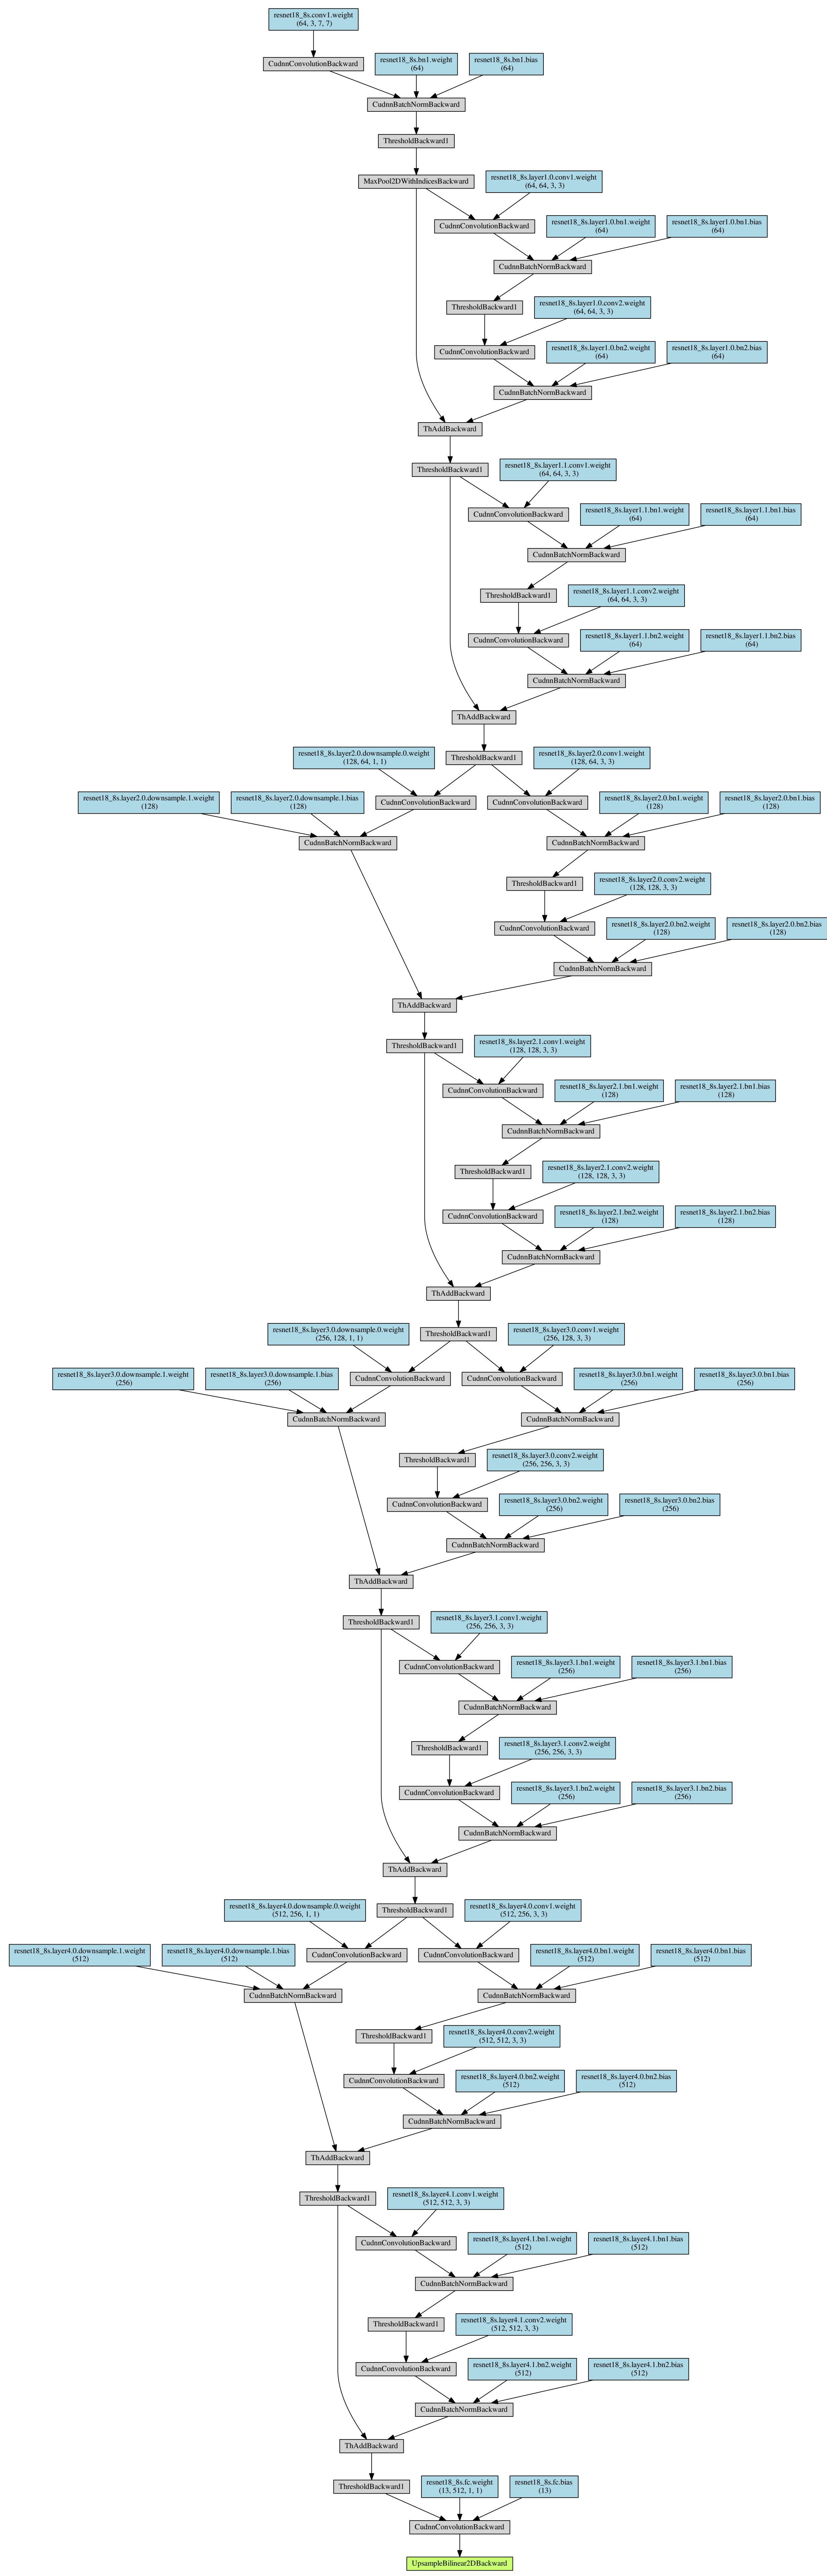 resnet18_8s.conv1.weight
(64, 3, 7, 7)
CudnnConvolutionBackward
resnet18_8s.bn1.weight
(64)
resnet18_8s.bn1.bias
(64)
CudnnBatchNormBackward
ThresholdBackward1
MaxPool2DWithIndicesBackward
resnet18_8s.layer1.0.conv1.weight
(64, 64, 3, 3)
CudnnConvolutionBackward
resnet18_8s.layer1.0.bn1.weight
(64)
resnet18_8s.layer1.0.bn1.bias
(64)
CudnnBatchNormBackward
ThresholdBackward1
resnet18_8s.layer1.0.conv2.weight
(64, 64, 3, 3)
CudnnConvolutionBackward
resnet18_8s.layer1.0.bn2.weight
(64)
resnet18_8s.layer1.0.bn2.bias
(64)
CudnnBatchNormBackward
ThAddBackward
ThresholdBackward1
resnet18_8s.layer1.1.conv1.weight
(64, 64, 3, 3)
CudnnConvolutionBackward
resnet18_8s.layer1.1.bn1.weight
(64)
resnet18_8s.layer1.1.bn1.bias
(64)
CudnnBatchNormBackward
ThresholdBackward1
resnet18_8s.layer1.1.conv2.weight
(64, 64, 3, 3)
CudnnConvolutionBackward
resnet18_8s.layer1.1.bn2.weight
(64)
resnet18_8s.layer1.1.bn2.bias
(64)
CudnnBatchNormBackward
ThAddBackward
resnet18_8s.layer2.0.downsample.0.weight
(128, 64, 1, 1)
ThresholdBackward1
resnet18_8s.layer2.0.conv1.weight
(128, 64, 3, 3)
resnet18_8s.layer2.0.downsample.1.weight
(128)
resnet18_8s.layer2.0.downsample.1.bias
(128)
CudnnConvolutionBackward
CudnnConvolutionBackward
resnet18_8s.layer2.0.bn1.weight
(128)
resnet18_8s.layer2.0.bn1.bias
(128)
CudnnBatchNormBackward
CudnnBatchNormBackward
ThresholdBackward1
resnet18_8s.layer2.0.conv2.weight
(128, 128, 3, 3)
CudnnConvolutionBackward
resnet18_8s.layer2.0.bn2.weight
(128)
resnet18_8s.layer2.0.bn2.bias
(128)
CudnnBatchNormBackward
ThAddBackward
ThresholdBackward1
resnet18_8s.layer2.1.conv1.weight
(128, 128, 3, 3)
CudnnConvolutionBackward
resnet18_8s.layer2.1.bn1.weight
(128)
resnet18_8s.layer2.1.bn1.bias
(128)
CudnnBatchNormBackward
ThresholdBackward1
resnet18_8s.layer2.1.conv2.weight
(128, 128, 3, 3)
CudnnConvolutionBackward
resnet18_8s.layer2.1.bn2.weight
(128)
resnet18_8s.layer2.1.bn2.bias
(128)
CudnnBatchNormBackward
ThAddBackward
resnet18_8s.layer3.0.downsample.0.weight
(256, 128, 1, 1)
ThresholdBackward1
resnet18_8s.layer3.0.conv1.weight
(256, 128, 3, 3)
resnet18_8s.layer3.0.downsample.1.weight
(256)
resnet18_8s.layer3.0.downsample.1.bias
(256)
CudnnConvolutionBackward
CudnnConvolutionBackward
resnet18_8s.layer3.0.bn1.weight
(256)
resnet18_8s.layer3.0.bn1.bias
(256)
CudnnBatchNormBackward
CudnnBatchNormBackward
ThresholdBackward1
resnet18_8s.layer3.0.conv2.weight
(256, 256, 3, 3)
CudnnConvolutionBackward
resnet18_8s.layer3.0.bn2.weight
(256)
resnet18_8s.layer3.0.bn2.bias
(256)
CudnnBatchNormBackward
ThAddBackward
ThresholdBackward1
resnet18_8s.layer3.1.conv1.weight
(256, 256, 3, 3)
CudnnConvolutionBackward
resnet18_8s.layer3.1.bn1.weight
(256)
resnet18_8s.layer3.1.bn1.bias
(256)
CudnnBatchNormBackward
ThresholdBackward1
resnet18_8s.layer3.1.conv2.weight
(256, 256, 3, 3)
CudnnConvolutionBackward
resnet18_8s.layer3.1.bn2.weight
(256)
resnet18_8s.layer3.1.bn2.bias
(256)
CudnnBatchNormBackward
ThAddBackward
resnet18_8s.layer4.0.downsample.0.weight
(512, 256, 1, 1)
ThresholdBackward1
resnet18_8s.layer4.0.conv1.weight
(512, 256, 3, 3)
resnet18_8s.layer4.0.downsample.1.weight
(512)
resnet18_8s.layer4.0.downsample.1.bias
(512)
CudnnConvolutionBackward
CudnnConvolutionBackward
resnet18_8s.layer4.0.bn1.weight
(512)
resnet18_8s.layer4.0.bn1.bias
(512)
CudnnBatchNormBackward
CudnnBatchNormBackward
ThresholdBackward1
resnet18_8s.layer4.0.conv2.weight
(512, 512, 3, 3)
CudnnConvolutionBackward
resnet18_8s.layer4.0.bn2.weight
(512)
resnet18_8s.layer4.0.bn2.bias
(512)
CudnnBatchNormBackward
ThAddBackward
ThresholdBackward1
resnet18_8s.layer4.1.conv1.weight
(512, 512, 3, 3)
CudnnConvolutionBackward
resnet18_8s.layer4.1.bn1.weight
(512)
resnet18_8s.layer4.1.bn1.bias
(512)
CudnnBatchNormBackward
ThresholdBackward1
resnet18_8s.layer4.1.conv2.weight
(512, 512, 3, 3)
CudnnConvolutionBackward
resnet18_8s.layer4.1.bn2.weight
(512)
resnet18_8s.layer4.1.bn2.bias
(512)
CudnnBatchNormBackward
ThAddBackward
ThresholdBackward1
resnet18_8s.fc.weight
(13, 512, 1, 1)
resnet18_8s.fc.bias
(13)
CudnnConvolutionBackward
UpsampleBilinear2DBackward